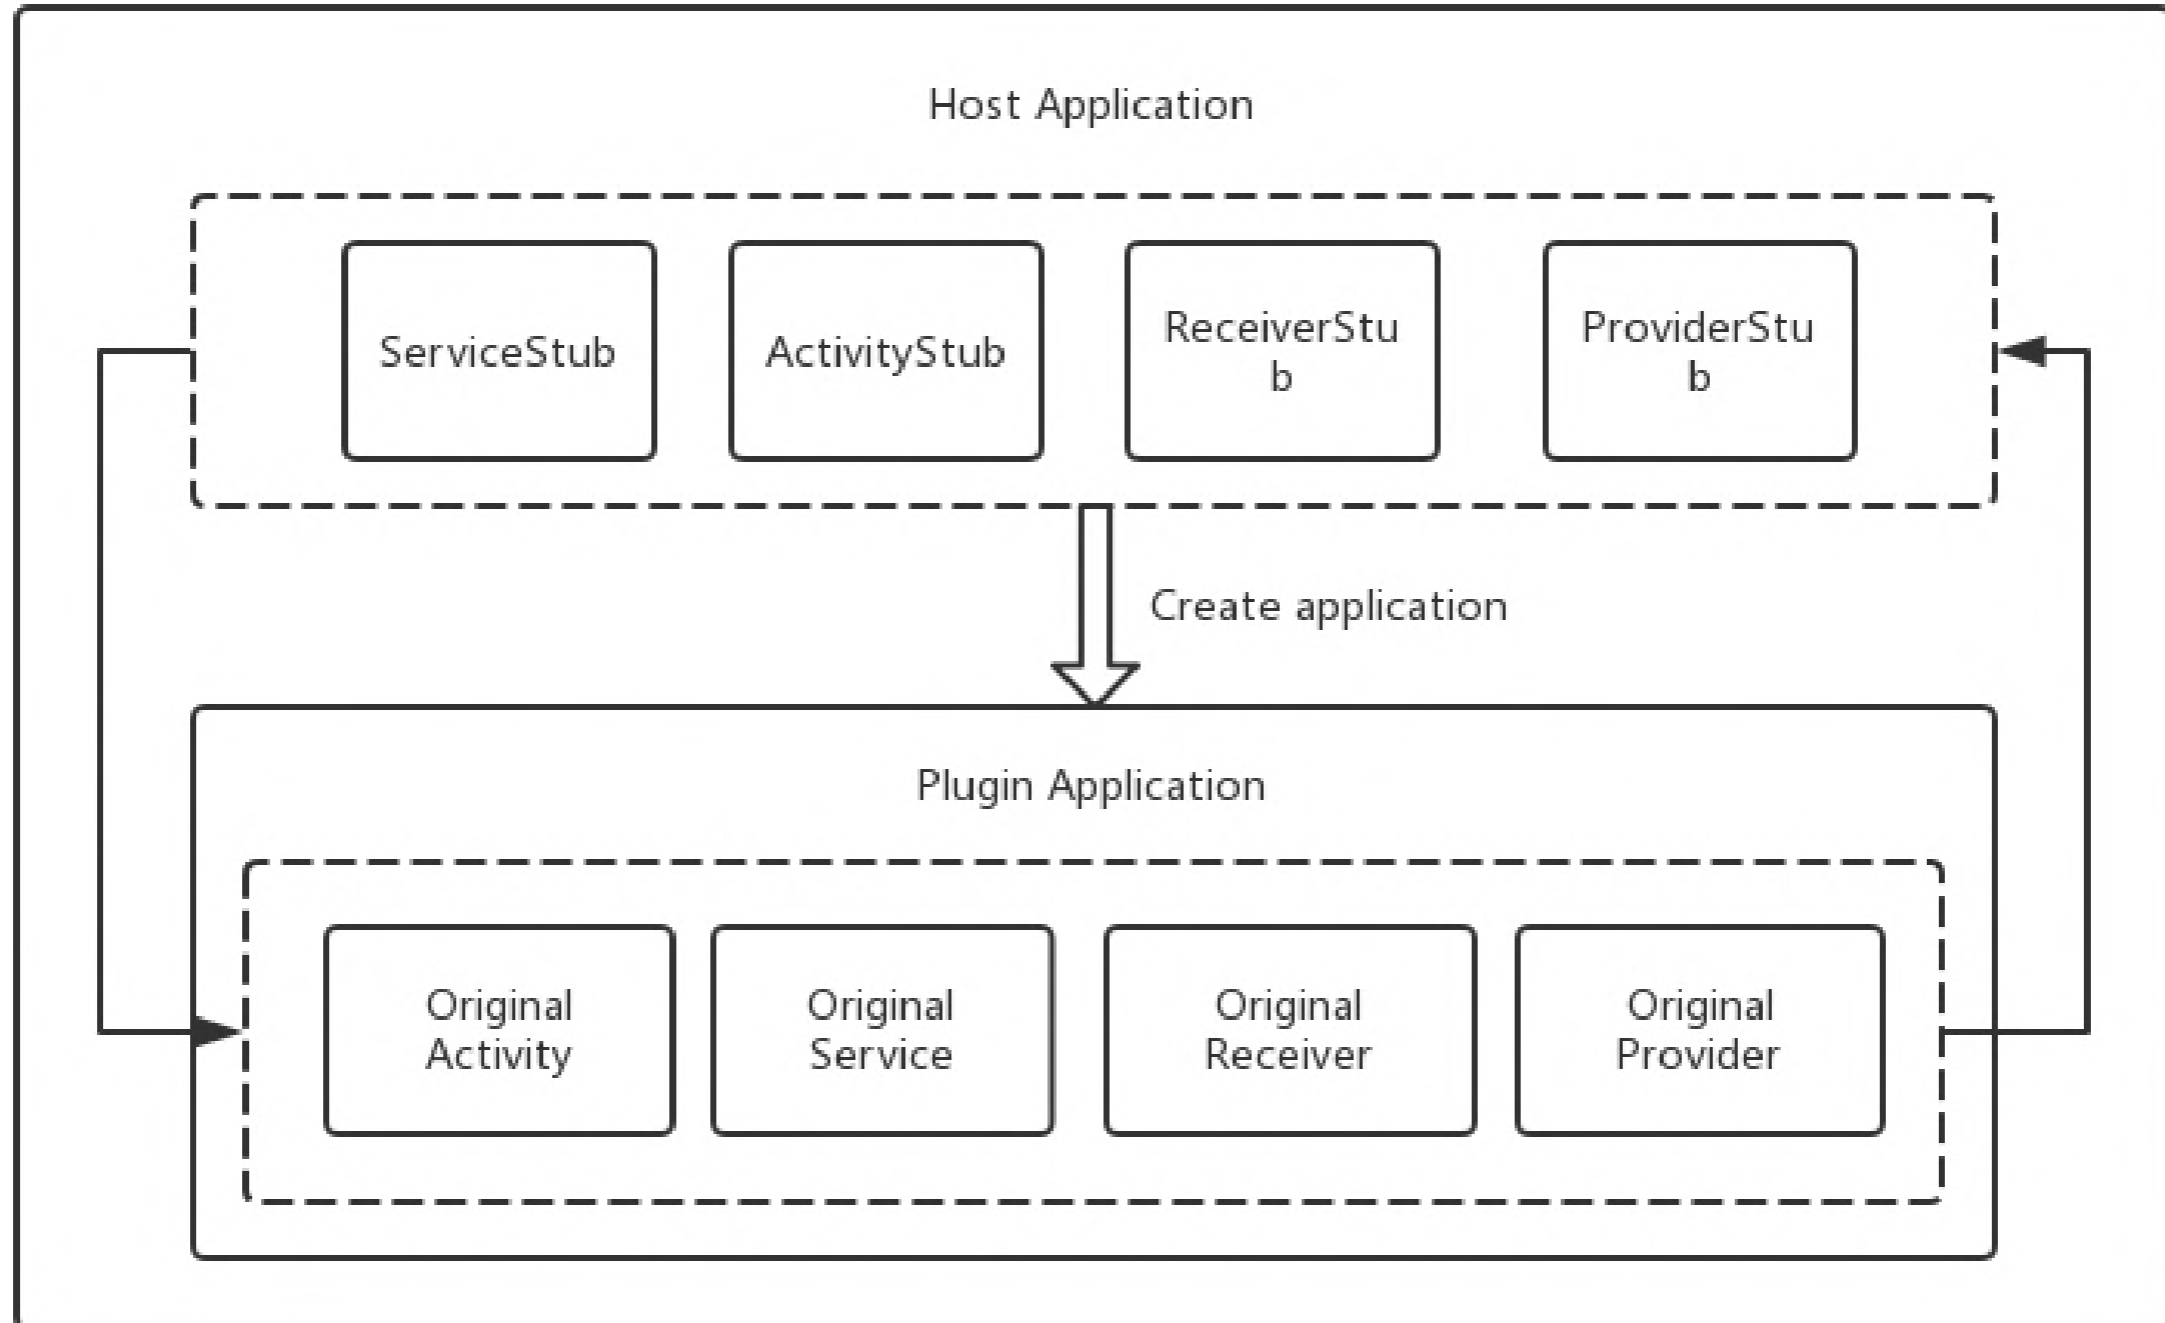 Host Application
ServiceStub
ActivityStub
ReceiverStu
b
ProviderStu
b
Create application
Plugin Application
Original
Activity
Original
Service
Original
Receiver
Original
Provider